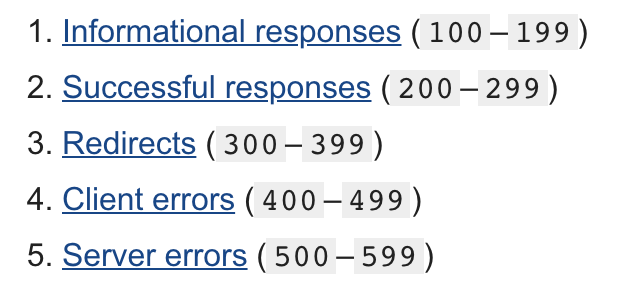 1. Informational responses (100–199)
2. Successful responses (200–299)
3. Redirects (300–399)
4. Client errors (400–499)
5. Server errors (500–599)